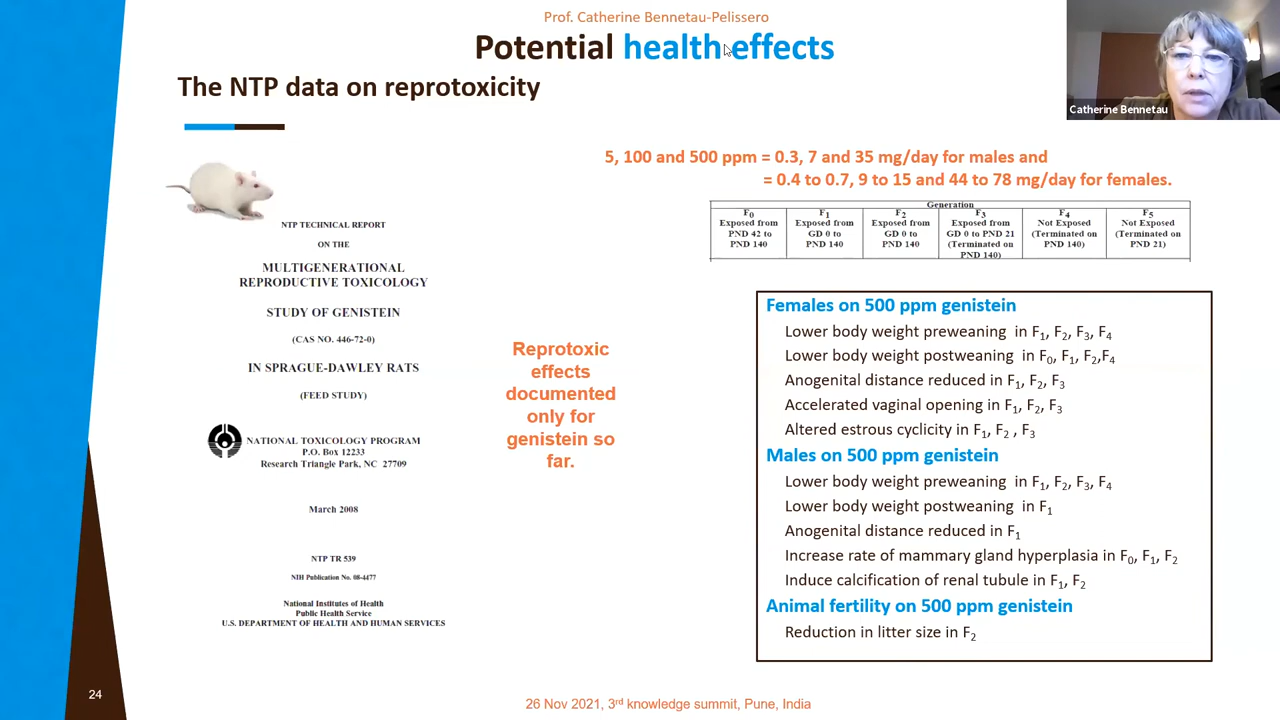 Prof. Catherine Bennetau-Pelissero
Potential health effects
The NTP data on reprotoxicity
Catherine Bennetau
5, 100 and 500 ppm = 0.3, 7 and 35 mg/day for males and
= 0.4 to 0.7, 9 to 15 and 44 to 78 mg/day for females.
Generation
F0 F1 F2 F3 F4 F5
Exposed from Exposed from Exposed from Exposed from Not Exposed Not Exposed
PND 42 to GD 0 to GD 0 to GD 0 to PND 21 (Terminated on (Terminated on
PND 140 PND 140 PND 140 (Terminated on PND 140) PND 21)
PND 140)
NTP TECHNICAL REPORT
ON THE
MULTIGENERATIONAL
REPRODUCTIVE TOXICOLOGY
STUDY OF GENISTEIN
(CAS NO. 446-72-0)
IN SPRAGUE-DAWLEY RATS
(FEED STUDY)
NATIONAL TOXICOLOGY PROGRAM
P.O. Box 12233
Research Triangle Park, NC 27709
March 2008
NTP TR 539
NIH Publication No. 08-4477
National Institutes of Health
Public Health Service
U.S. DEPARTMENT OF HEALTH AND HUMAN SERVICES
Reprotoxic
effects
documented
only for
genistein so
far.
Females on 500 ppm genistein
Lower body weight preweaning in F1, F2, F3, F4
Lower body weight postweaning in F0, F1, F2,F4
Anogenital distance reduced in F1, F2, F3
Accelerated vaginal opening in F1, F2, F3
Altered estrous cyclicity in F1, F2 , F3
Males on 500 ppm genistein
Lower body weight preweaning in F1, F2, F3, F4
Lower body weight postweaning in F1
Anogenital distance reduced in F1
Increase rate of mammary gland hyperplasia in F0, F1, F2
Induce calcification of renal tubule in F1, F2
Animal fertility on 500 ppm genistein
Reduction in litter size in F2
24
26 Nov 2021, 3rd knowledge summit, Pune, India